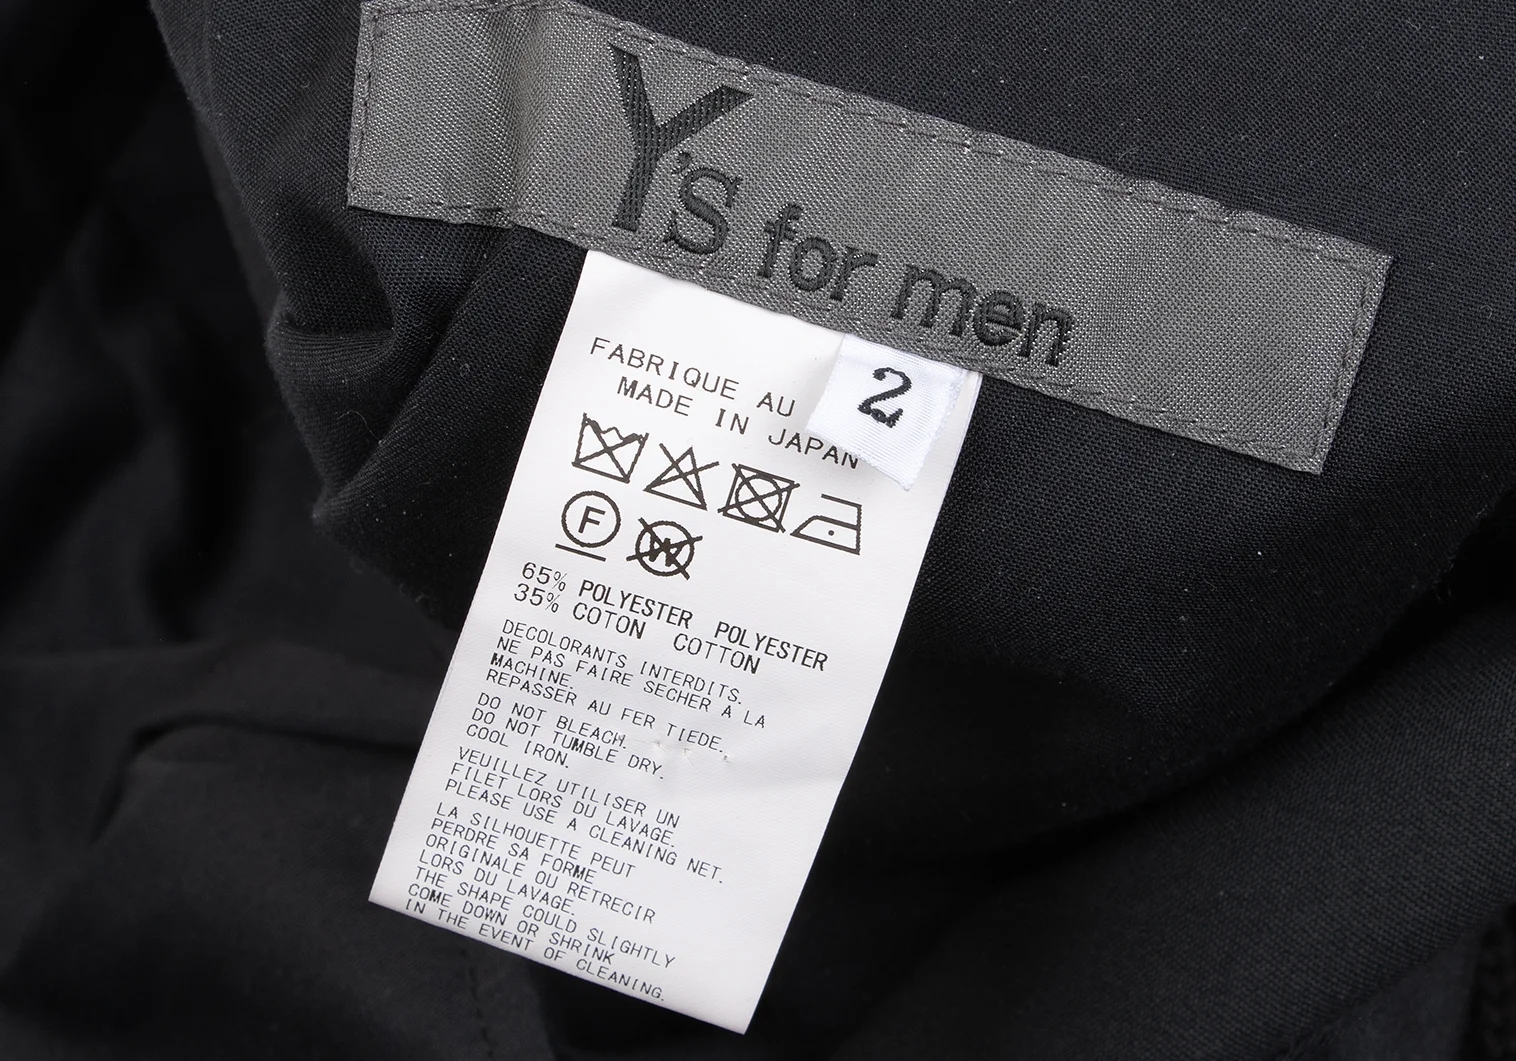 Y's for men
2
FABRIQUE AU
MADE IN JAPAN
F
W
65% POLYESTER POLYESTER
35% COTON COTTON
DECOLORANTS INTERDITS.
NE PAS FAIRE SECHER A LA
MACHINE.
REPASSER AU FER TIEDE.
DO NOT BLEACH.
DO NOT TUMBLE DRY.
COOL IRON.
VEUILLEZ UTILISER UN
FILET LORS DU LAVAGE.
PLEASE USE A CLEANING NET.
LA SILHOUETTE PEUT
PERDRE SA FORME
ORIGINALE OU RETRECIR
LORS DU LAVAGE.
THE SHAPE COULD SLIGHTLY
COME DOWN OR SHRINK
IN THE EVENT OF CLEANING.